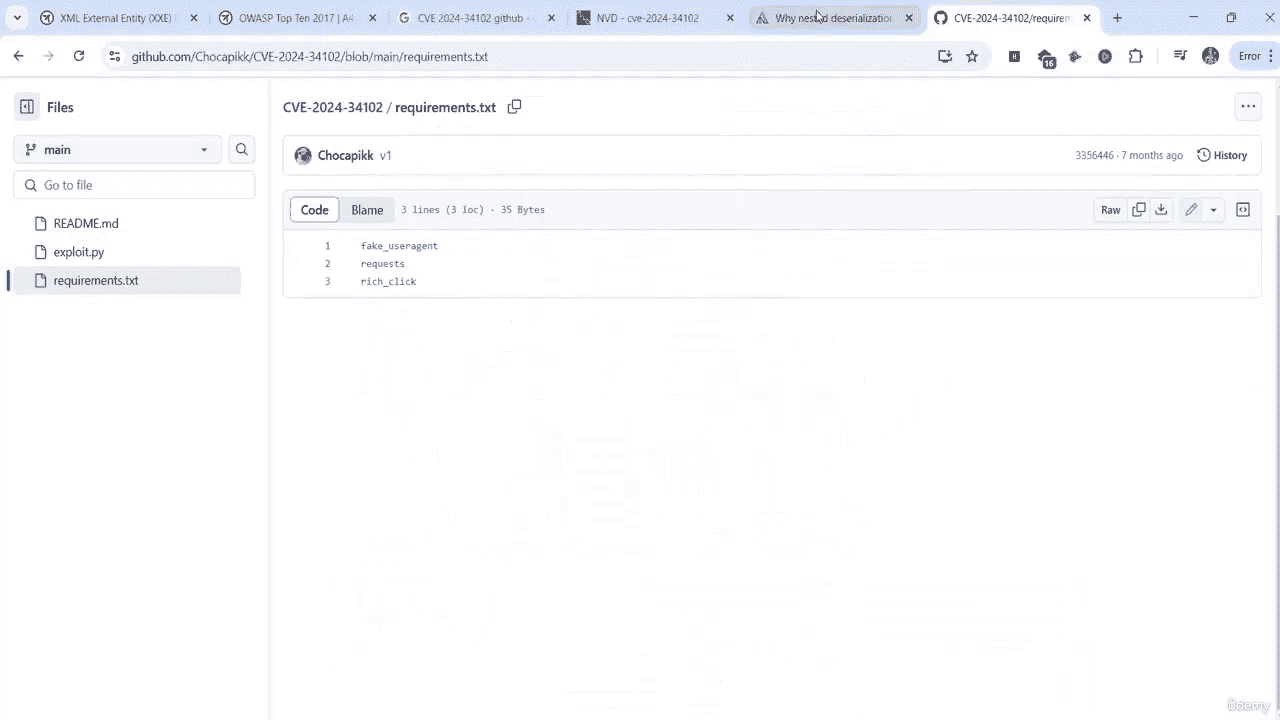 XML External Entity (XXE)
OWASP Top Ten 2017 | A4
CVE 2024-34102 github -
NVD - cve-2024-34102
Why nested deserialization
CVE-2024-34102/requirem
github.com/Chocapikk/CVE-2024-34102/blob/main/requirements.txt
16
Error
Files
CVE-2024-34102 / requirements.txt
main
Chocapikk v1
3356446 · 7 months ago
History
Go to file
Code
Blame
3 lines (3 loc) · 35 Bytes
Raw
README.md
exploit.py
requirements.txt
1 fake_useragent
2 requests
3 rich_click
ûdemy